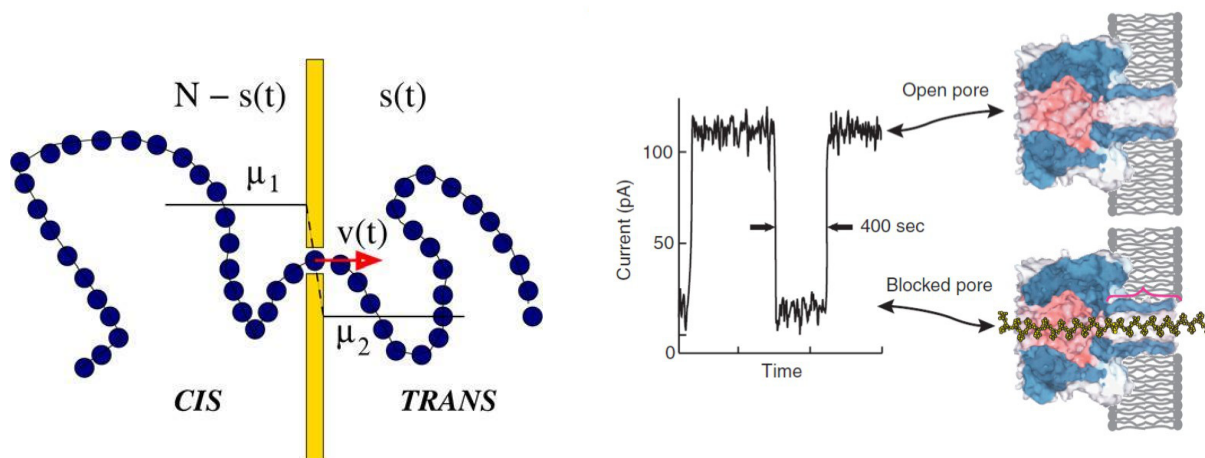 N – s(t)
s(t)
μ1
v(t)
μ2
CIS
TRANS
Open pore
100
400 sec
Current (pA)
50
Blocked pore
0
Time